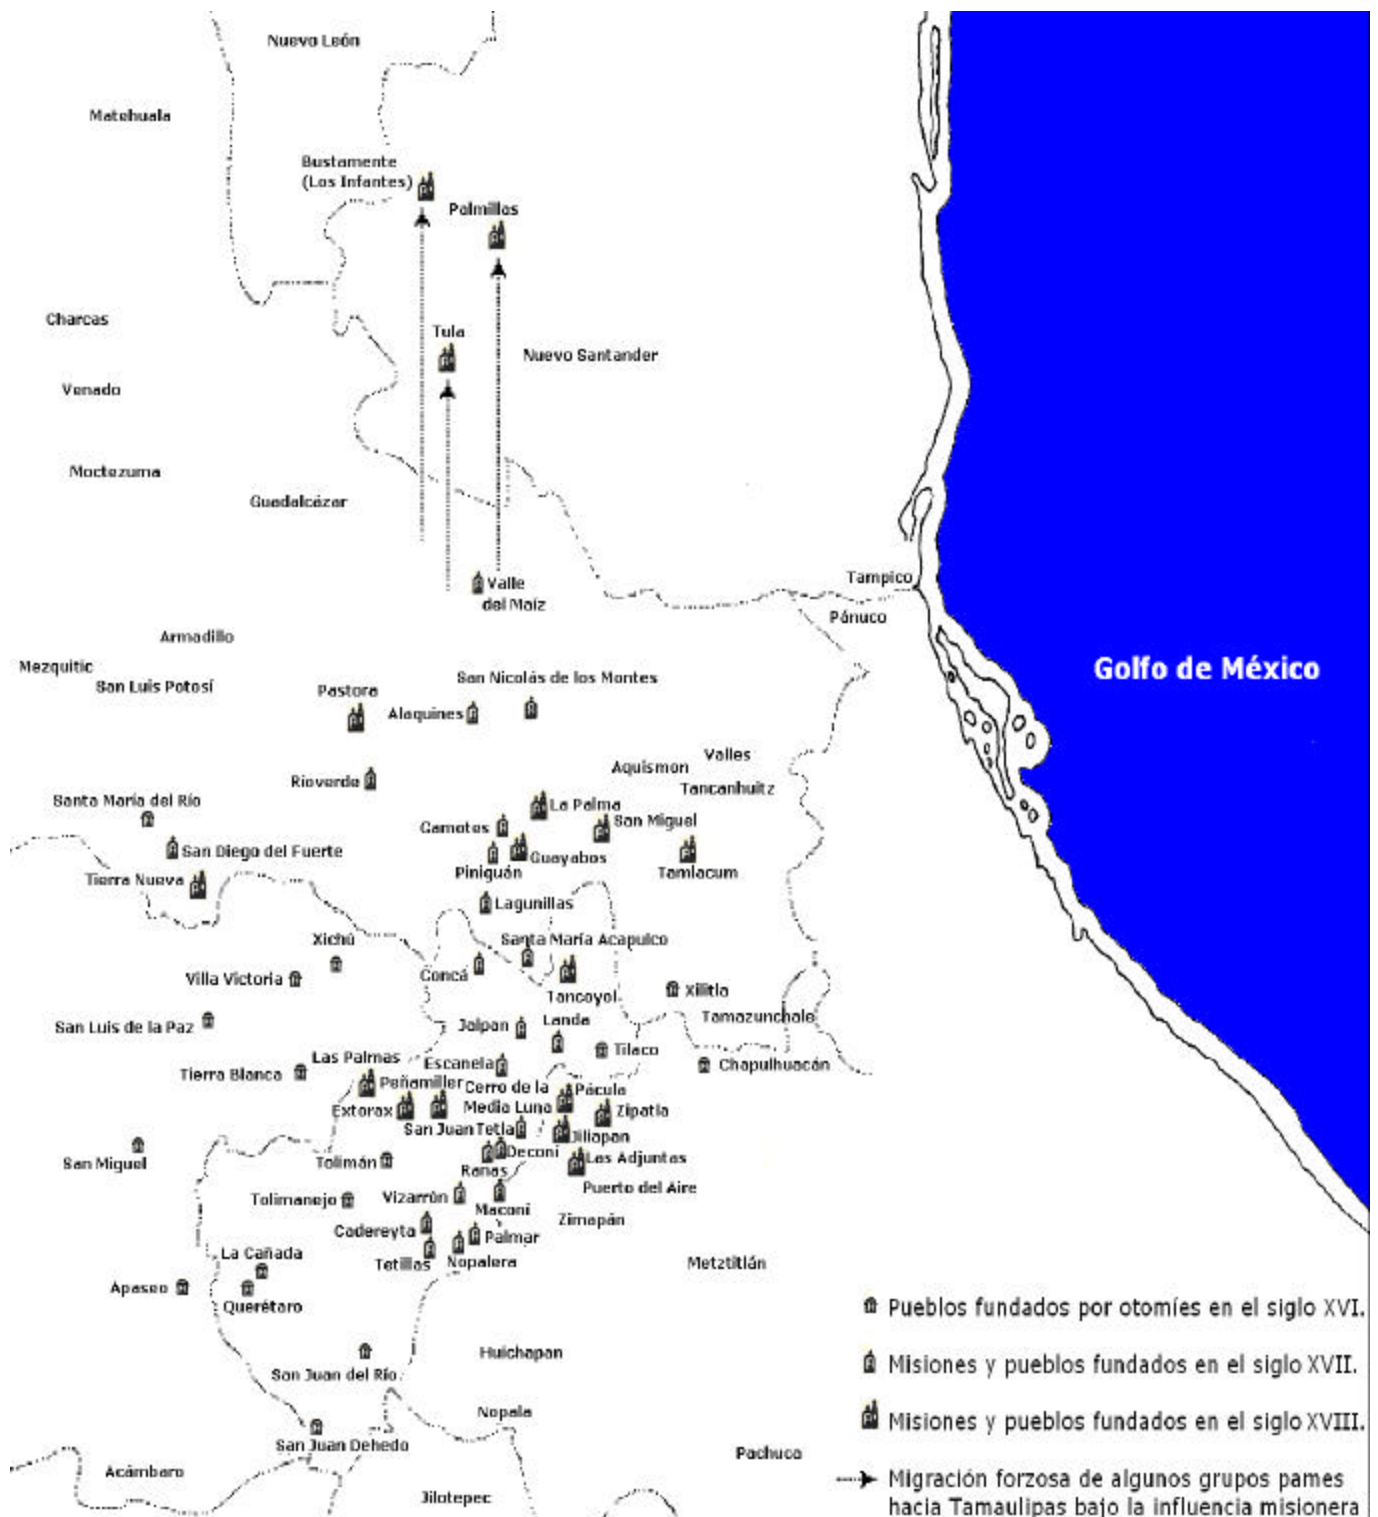 Nuevo León
Matehuala
Bustamente
(Los Infantes)
Palmillas
Charcas
Tula
Nuevo Santander
Venado
Moctezuma
Guadalcázar
Tampico
Valle
del Maíz
Pánuco
Armadillo
Mezquitic
San Luis Potosí
Golfo de México
San Nicolás de los Montes
Pastora
Alaquines
Valles
Aquismon
Rioverde
Tancanhuitz
Santa María del Río
La Palma
San Miguel
Gamotes
San Diego del Fuerte
Guayabos
Piniguán
Tamlacum
Tierra Nueva
Lagunillas
Xichú
Santa María Acapulco
Villa Victoria
Concá
Tancoyol
Xilitla
San Luis de la Paz
Jalpan
Landa
Tamazunchale
Tilaco
Las Palmas
Escanela
Chapulhuacán
Tierra Blanca
Peñamiller
Cerro de la
Media Luna
Pácula
Extorax
Zipatla
San Juan Tetla
Jiliapan
San Miguel
Tolimán
Deconi
Las Adjuntas
Ranas
Puerto del Aire
Tolimanejo
Vizarrón
Maconi
Zimapán
Cadereyta
Palmar
La Cañada
Tetillas
Nopalera
Metztitlán
Apaseo
Querétaro
Pueblos fundados por otomíes en el siglo XVI.
Huichapan
Misiones y pueblos fundados en el siglo XVII.
San Juan del Río
Nopala
Misiones y pueblos fundados en el siglo XVIII.
San Juan Dehedo
Pachuca
Acámbaro
Jilotepec
Migración forzosa de algunos grupos pames
hacia Tamaulipas bajo la influencia misionera